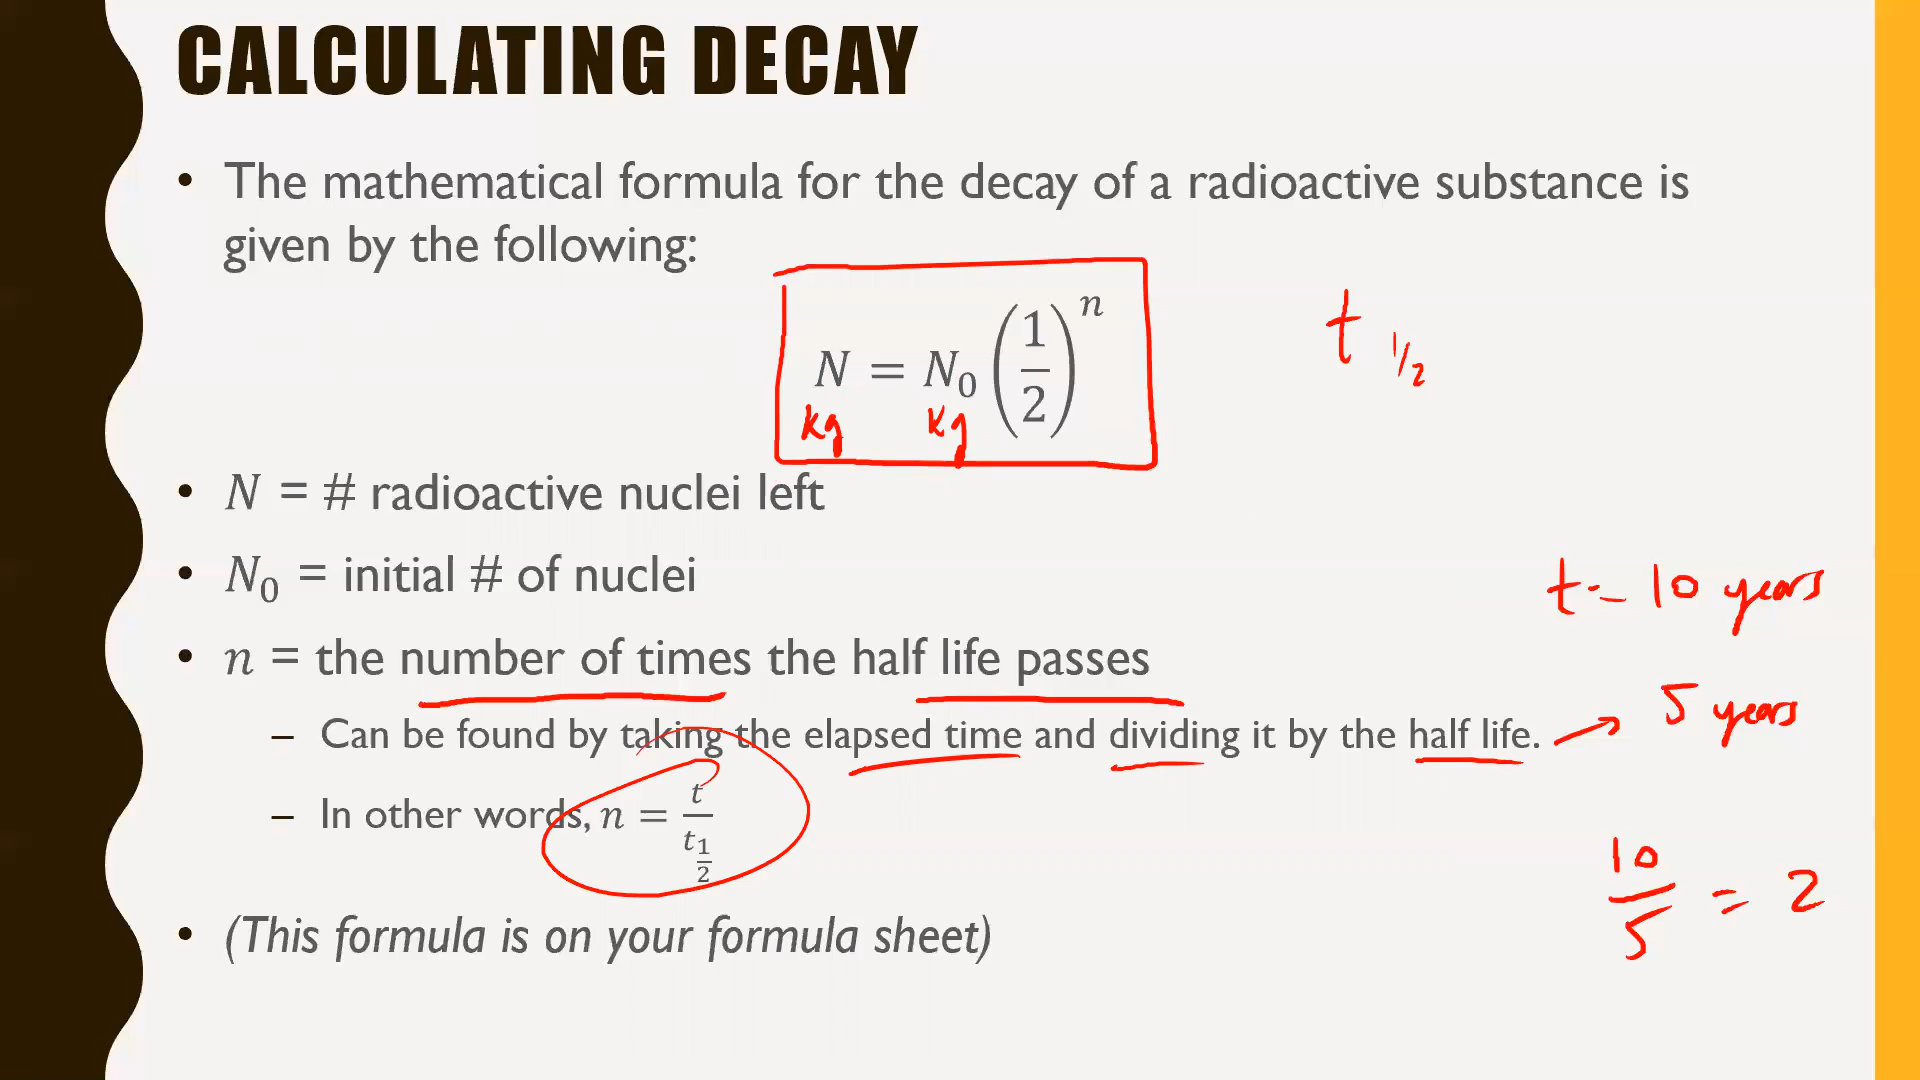 CALCULATING DECAY
• The mathematical formula for the decay of a radioactive substance is
given by the following:
N = N₀ (1/2)ⁿ
kg kg
t 1/2
• N = # radioactive nuclei left
• N₀ = initial # of nuclei
t = 10 years
• n = the number of times the half life passes
5 years
– Can be found by taking the elapsed time and dividing it by the half life.
– In other words, n = t/t_{1/2}
10/5 = 2
• (This formula is on your formula sheet)